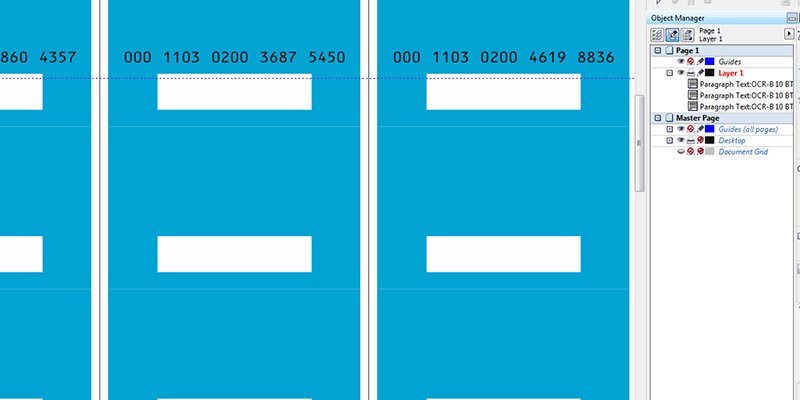 860 4357
000 1103 0200 3687 5450
000 1103 0200 4619 8836
Object Manager
Page 1
Layer 1
Page 1
Guides
Layer 1
Paragraph Text:OCR-B 10 BT
Paragraph Text:OCR-B 10 BT
Paragraph Text:OCR-B 10 BT
Master Page
Guides (all pages)
Desktop
Document Grid